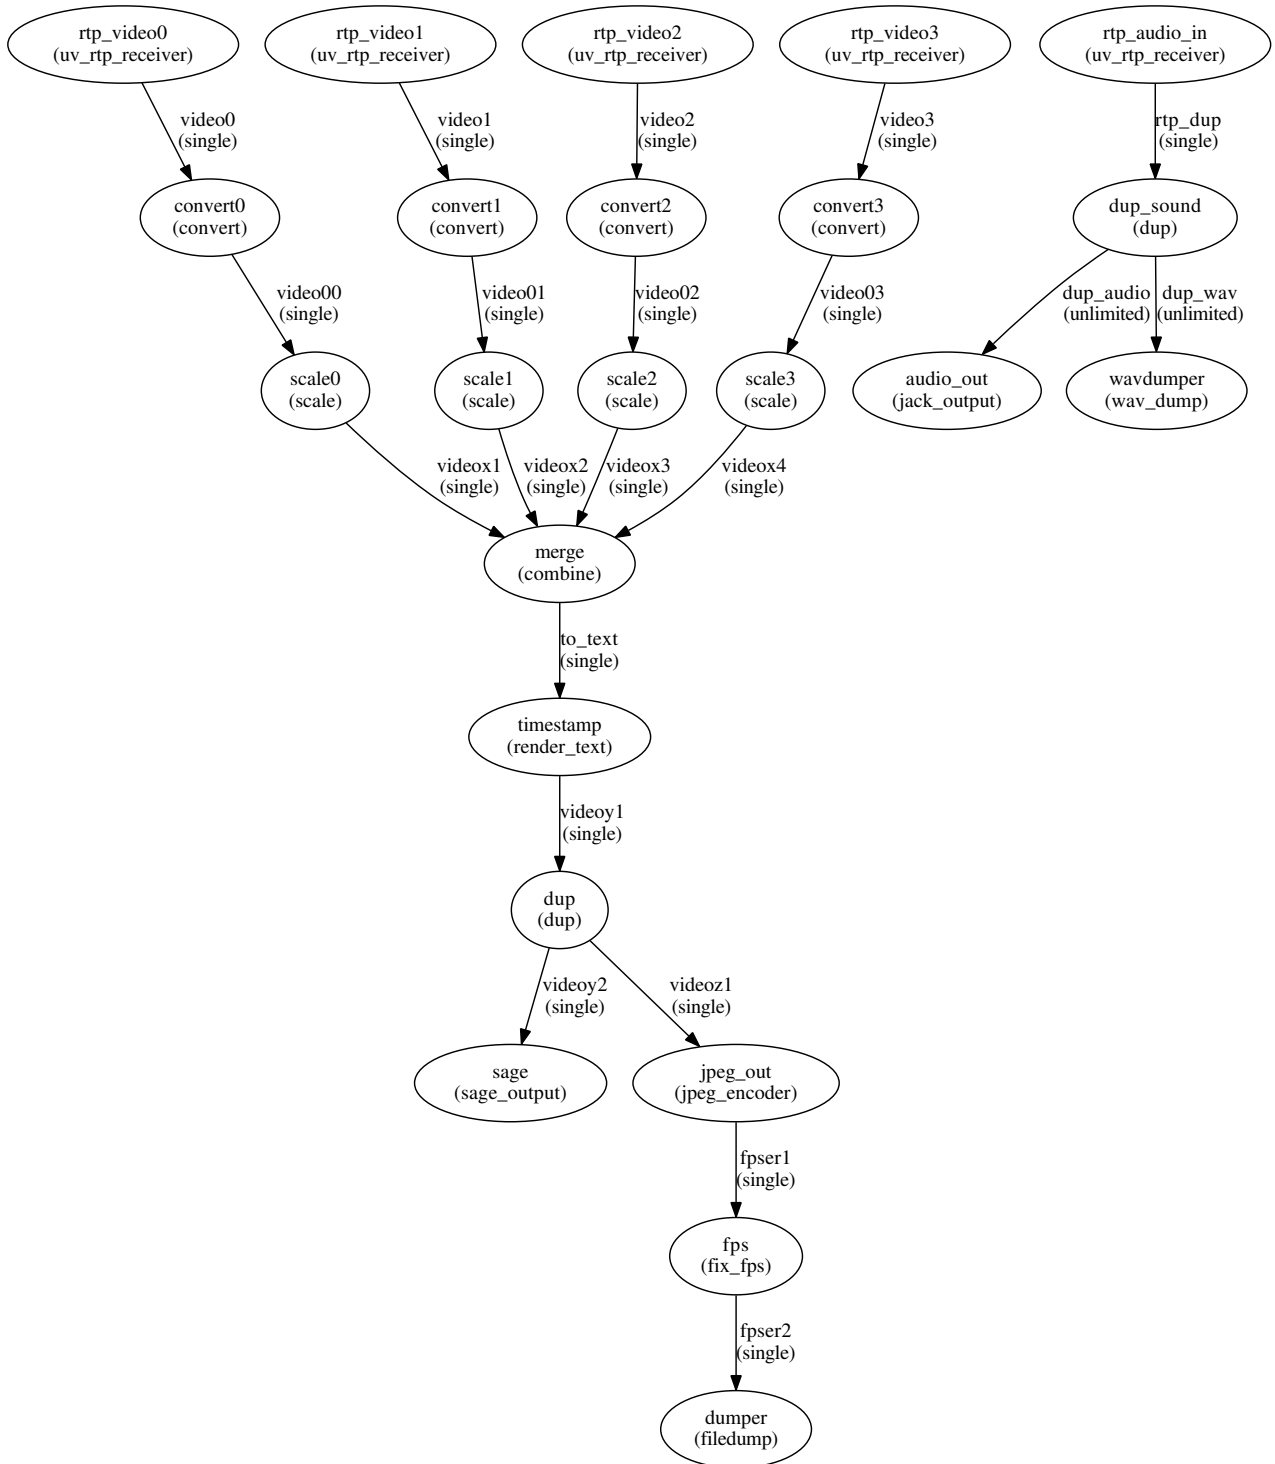 rtp_video0
(uv_rtp_receiver)
rtp_video1
(uv_rtp_receiver)
rtp_video2
(uv_rtp_receiver)
rtp_video3
(uv_rtp_receiver)
rtp_audio_in
(uv_rtp_receiver)
video0
(single)
video1
(single)
video2
(single)
video3
(single)
rtp_dup
(single)
convert0
(convert)
convert1
(convert)
convert2
(convert)
convert3
(convert)
dup_sound
(dup)
video00
(single)
video01
(single)
video02
(single)
video03
(single)
dup_audio
(unlimited)
dup_wav
(unlimited)
scale0
(scale)
scale1
(scale)
scale2
(scale)
scale3
(scale)
audio_out
(jack_output)
wavdumper
(wav_dump)
videox1
(single)
videox2
(single)
videox3
(single)
videox4
(single)
merge
(combine)
to_text
(single)
timestamp
(render_text)
videoy1
(single)
dup
(dup)
videoy2
(single)
videoz1
(single)
sage
(sage_output)
jpeg_out
(jpeg_encoder)
fpser1
(single)
fps
(fix_fps)
fpser2
(single)
dumper
(filedump)